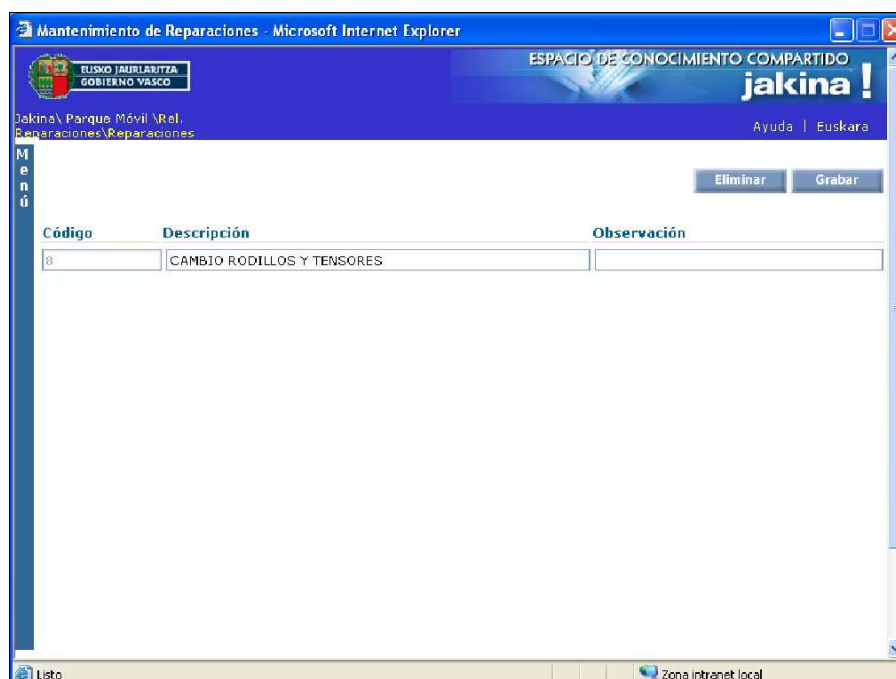 Mantenimiento de Reparaciones - Microsoft Internet Explorer
EUSKO JAURLARITZA
GOBIERNO VASCO
ESPACIO DE CONOCIMIENTO COMPARTIDO
jakina !
Jakina\ Parque Móvil \Rel.
Reparaciones\Reparaciones
Ayuda | Euskara
Menú
Eliminar Grabar
Código Descripción Observación
8 CAMBIO RODILLOS Y TENSORES
Listo Zona intranet local